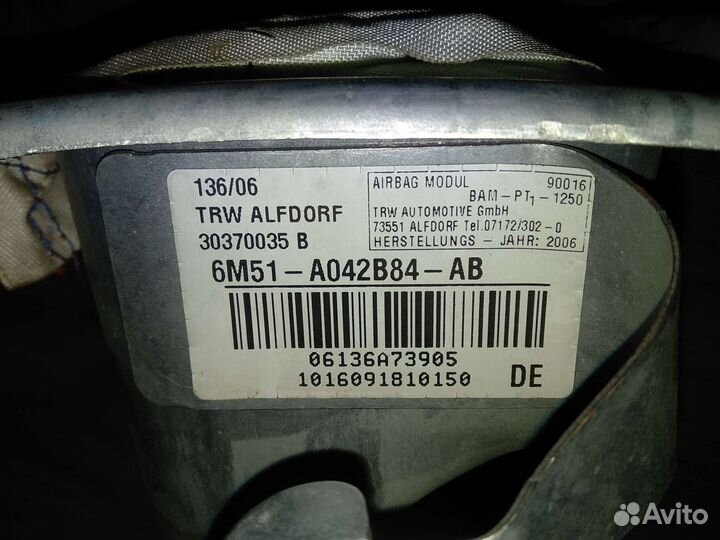 136/06
TRW ALFDORF
30370035 B
AIRBAG MODUL 90016
BAM-PT1-1250
TRW AUTOMOTIVE GmbH
73551 ALFDORF Tel.07172/302-0
HERSTELLUNGS - JAHR: 2006
6M51-A042B84-AB
06136A73905
1016091810150 DE
Avito